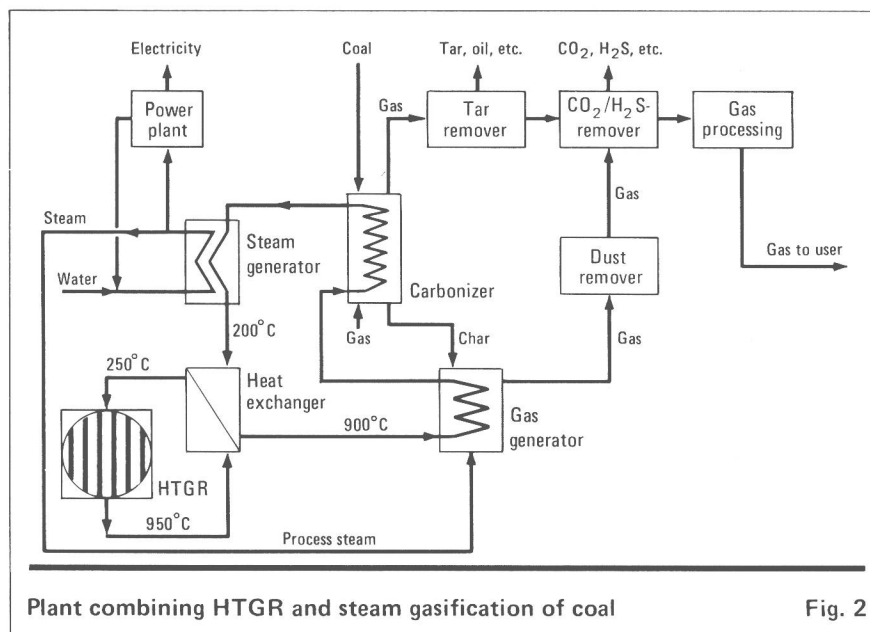 Electricity
Coal
Tar, oil, etc.
CO₂, H₂S, etc.
Power
plant
Gas
Tar
remover
CO₂/H₂S-
remover
Gas
processing
Steam
Steam
generator
Gas
Water
Dust
remover
Gas to user
Carbonizer
200°C
Gas
Char
Gas
250°C
Heat
exchanger
900°C
Gas
generator
HTGR
950°C
Process steam
Plant combining HTGR and steam gasification of coal
Fig. 2